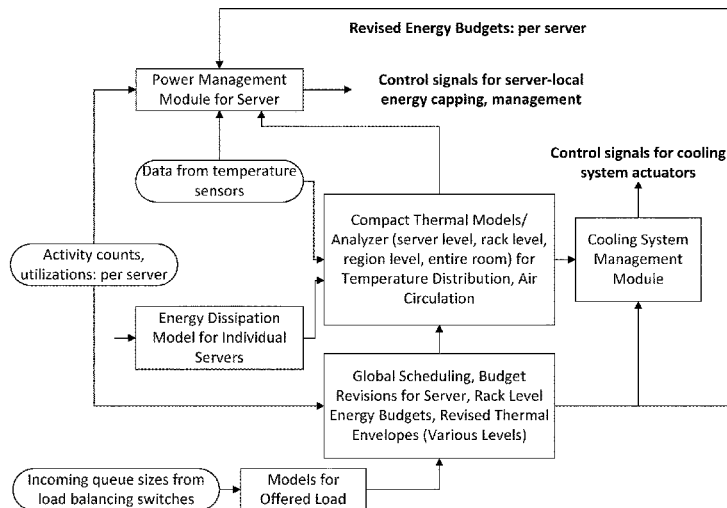 Revised Energy Budgets: per server
Power Management
Module for Server
Control signals for server-local
energy capping, management
Data from temperature
sensors
Control signals for cooling
system actuators
Compact Thermal Models/
Analyzer (server level, rack level,
region level, entire room) for
Temperature Distribution, Air
Circulation
Cooling System
Management
Module
Activity counts,
utilizations: per server
Energy Dissipation
Model for Individual
Servers
Global Scheduling, Budget
Revisions for Server, Rack Level
Energy Budgets, Revised Thermal
Envelopes (Various Levels)
Incoming queue sizes from
load balancing switches
Models for
Offered Load